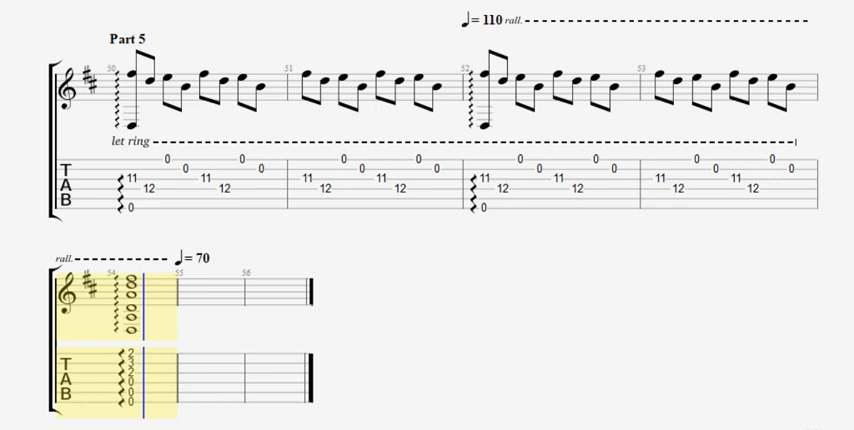 ♩= 110 rall.
Part 5
50 51 52 53
let ring
T
A
B
0 0 0 0 0 0 0 0
0 0 0 0 0 0 0 0
11 11 11 11 11 11 11 11
12 12 12 12 12 12 12 12
0 0
rall. ♩= 70
54 55 56
T
A
B
2
3
2
0
0
0